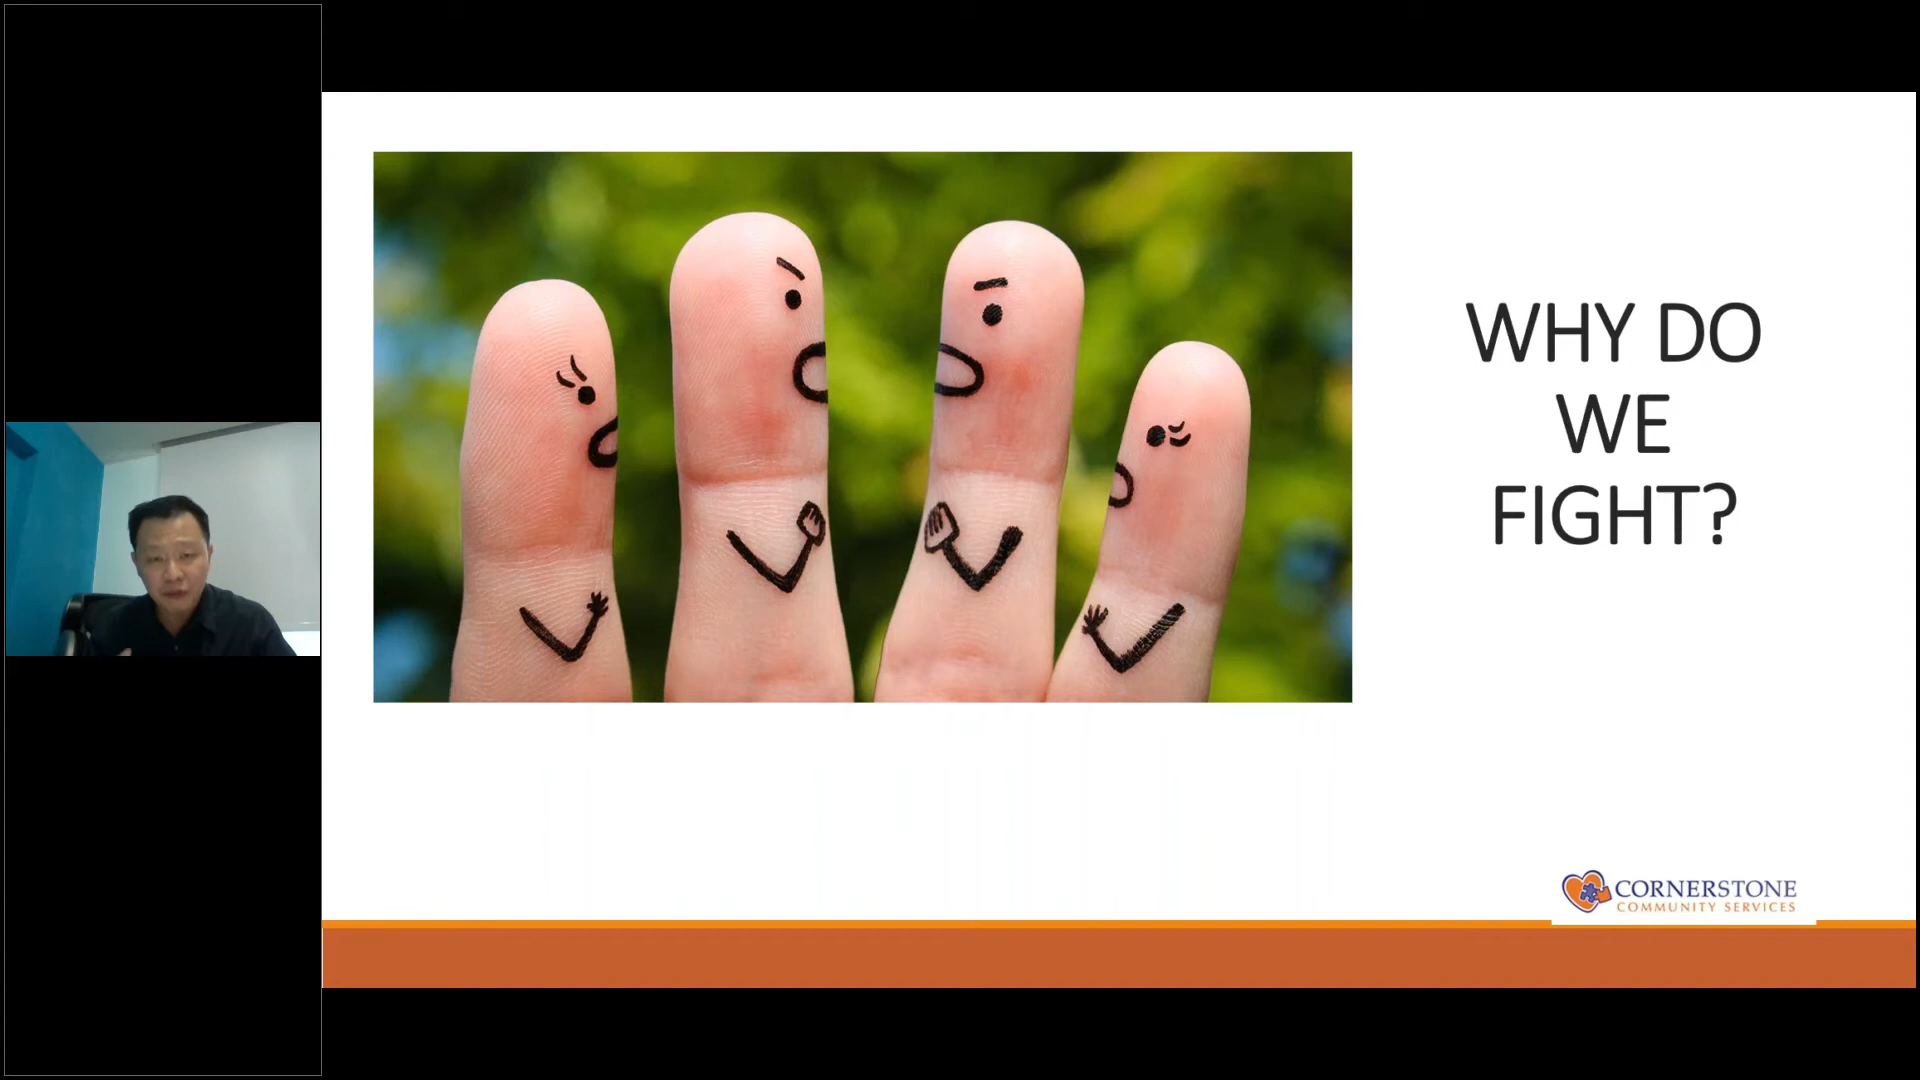 WHY DO
WE
FIGHT?
CORNERSTONE
COMMUNITY SERVICES